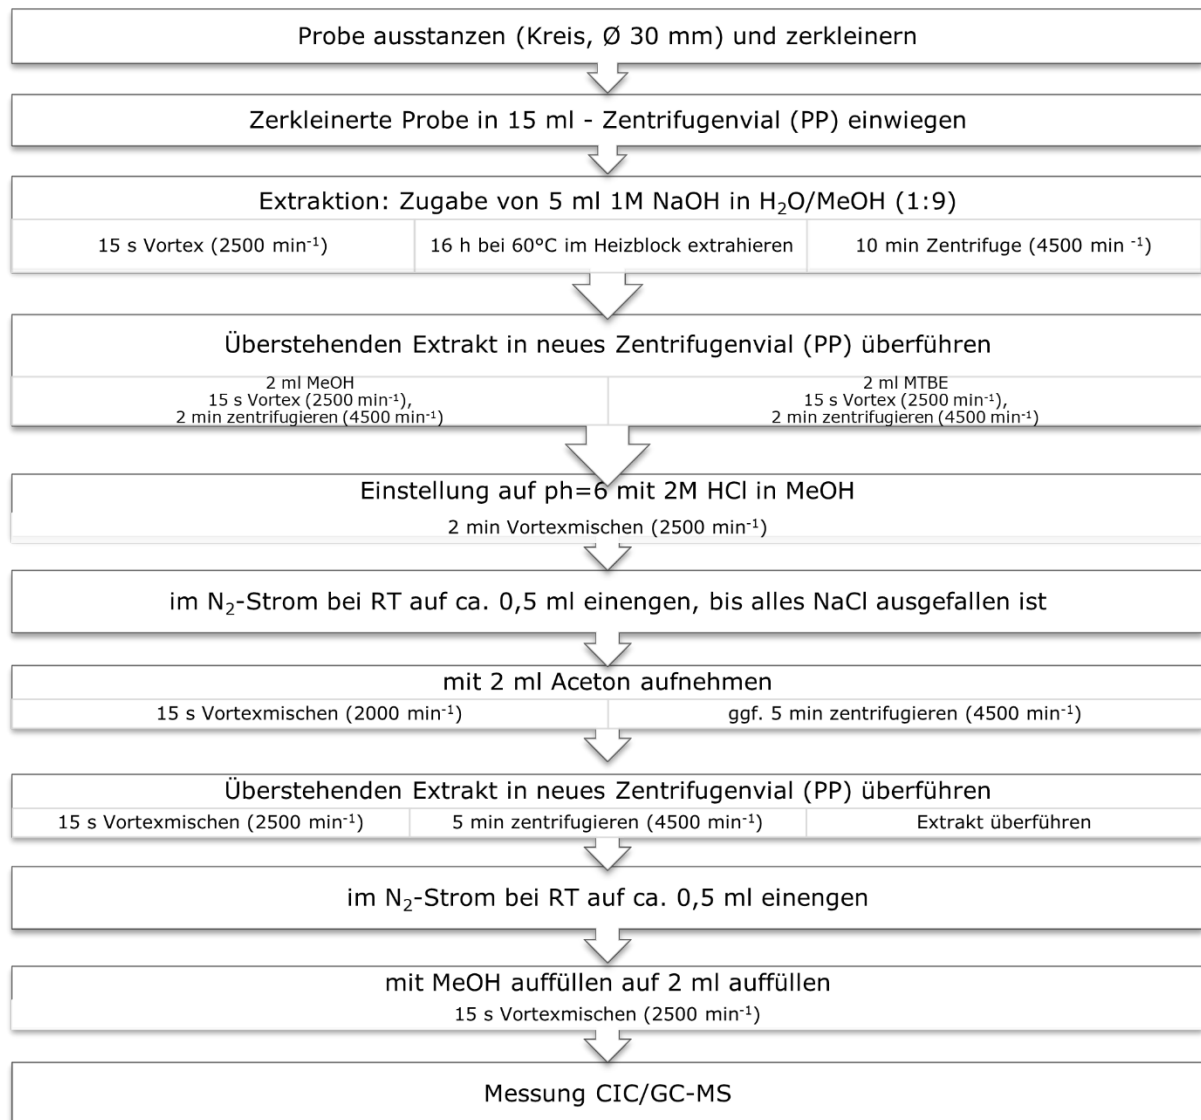 Probe ausstanzen (Kreis, Ø 30 mm) und zerkleinern
Zerkleinerte Probe in 15 ml - Zentrifugenvial (PP) einwiegen
Extraktion: Zugabe von 5 ml 1M NaOH in H₂O/MeOH (1:9)
15 s Vortex (2500 min⁻¹)
16 h bei 60°C im Heizblock extrahieren
10 min Zentrifuge (4500 min ⁻¹)
Überstehenden Extrakt in neues Zentrifugenvial (PP) überführen
2 ml MeOH
15 s Vortex (2500 min⁻¹),
2 min zentrifugieren (4500 min⁻¹)
2 ml MTBE
15 s Vortex (2500 min⁻¹),
2 min zentrifugieren (4500 min⁻¹)
Einstellung auf ph=6 mit 2M HCl in MeOH
2 min Vortexmischen (2500 min⁻¹)
im N₂-Strom bei RT auf ca. 0,5 ml einengen, bis alles NaCl ausgefallen ist
mit 2 ml Aceton aufnehmen
15 s Vortexmischen (2000 min⁻¹)
ggf. 5 min zentrifugieren (4500 min⁻¹)
Überstehenden Extrakt in neues Zentrifugenvial (PP) überführen
15 s Vortexmischen (2500 min⁻¹)
5 min zentrifugieren (4500 min⁻¹)
Extrakt überführen
im N₂-Strom bei RT auf ca. 0,5 ml einengen
mit MeOH auffüllen auf 2 ml auffüllen
15 s Vortexmischen (2500 min⁻¹)
Messung CIC/GC-MS